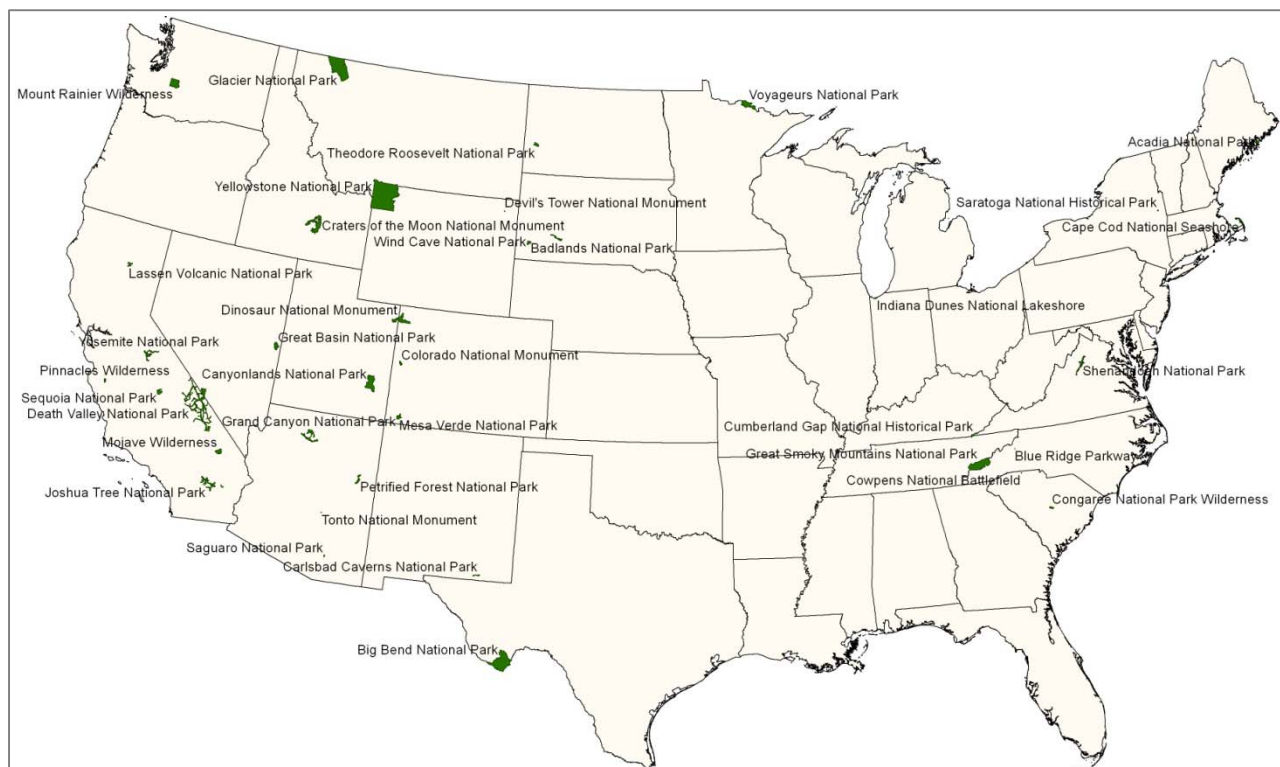 Glacier National Park
Mount Rainier Wilderness
Voyageurs National Park
Acadia National Park
Theodore Roosevelt National Park
Yellowstone National Park
Devil's Tower National Monument
Saratoga National Historical Park
Craters of the Moon National Monument
Cape Cod National Seashore
Wind Cave National Park
Badlands National Park
Lassen Volcanic National Park
Indiana Dunes National Lakeshore
Dinosaur National Monument
Great Basin National Park
Yosemite National Park
Colorado National Monument
Pinnacles Wilderness
Canyonlands National Park
Shenandoah National Park
Sequoia National Park
Death Valley National Park
Grand Canyon National Park
Mesa Verde National Park
Cumberland Gap National Historical Park
Mojave Wilderness
Great Smoky Mountains National Park
Blue Ridge Parkway
Cowpens National Battlefield
Joshua Tree National Park
Petrified Forest National Park
Congaree National Park Wilderness
Tonto National Monument
Saguaro National Park
Carlsbad Caverns National Park
Big Bend National Park